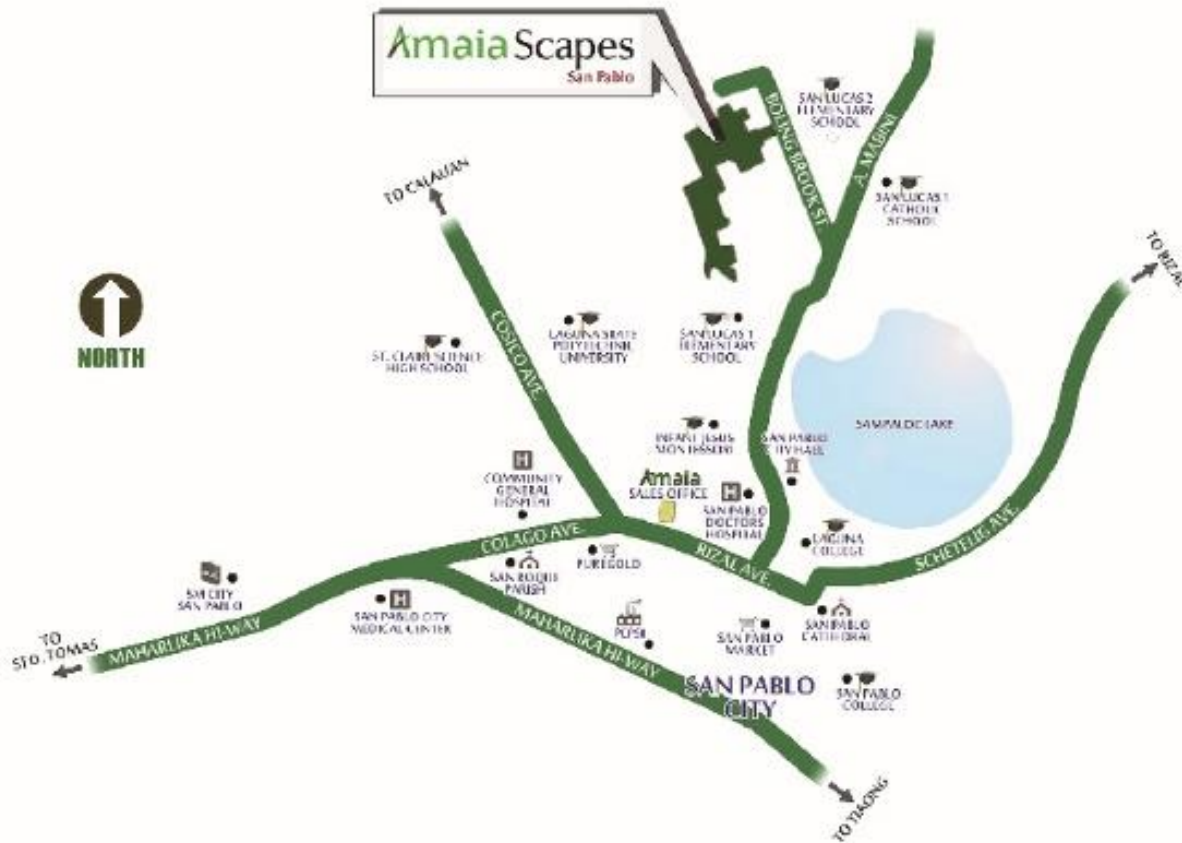 Amaia Scapes
San Pablo
BOLING BROOK ST.
SAN LUCAS 2
ELEMENTARY
SCHOOL
A. MABINI
SAN LUCAS 1
CATHOLIC
SCHOOL
TO CALAUAN
TO RIZAL
NORTH
COSICO AVE.
ST. CLAIRE SCIENCE
HIGH SCHOOL
LAGUNA STATE
POLYTECHNIC
UNIVERSITY
SAN LUCAS 1
ELEMENTARY
SCHOOL
SAMPALOC LAKE
INFANT JESUS
MONTESSORI
SAN PABLO
CITY HALL
COMMUNITY
GENERAL
HOSPITAL
Amaia
SALES OFFICE
SAN PABLO
DOCTORS
HOSPITAL
LAGUNA
COLLEGE
COLAGO AVE.
RIZAL AVE.
SCHETELIG AVE.
SM CITY
SAN PABLO
SAN ROQUE
PARISH
PUREGOLD
SAN PABLO CITY
MEDICAL CENTER
SAN PABLO
MARKET
SAN PABLO
CATHEDRAL
TO
STO. TOMAS
MAHARLIKA HI-WAY
MAHARLIKA HI-WAY
SAN PABLO
CITY
SAN PABLO
COLLEGE
TO TIAONG